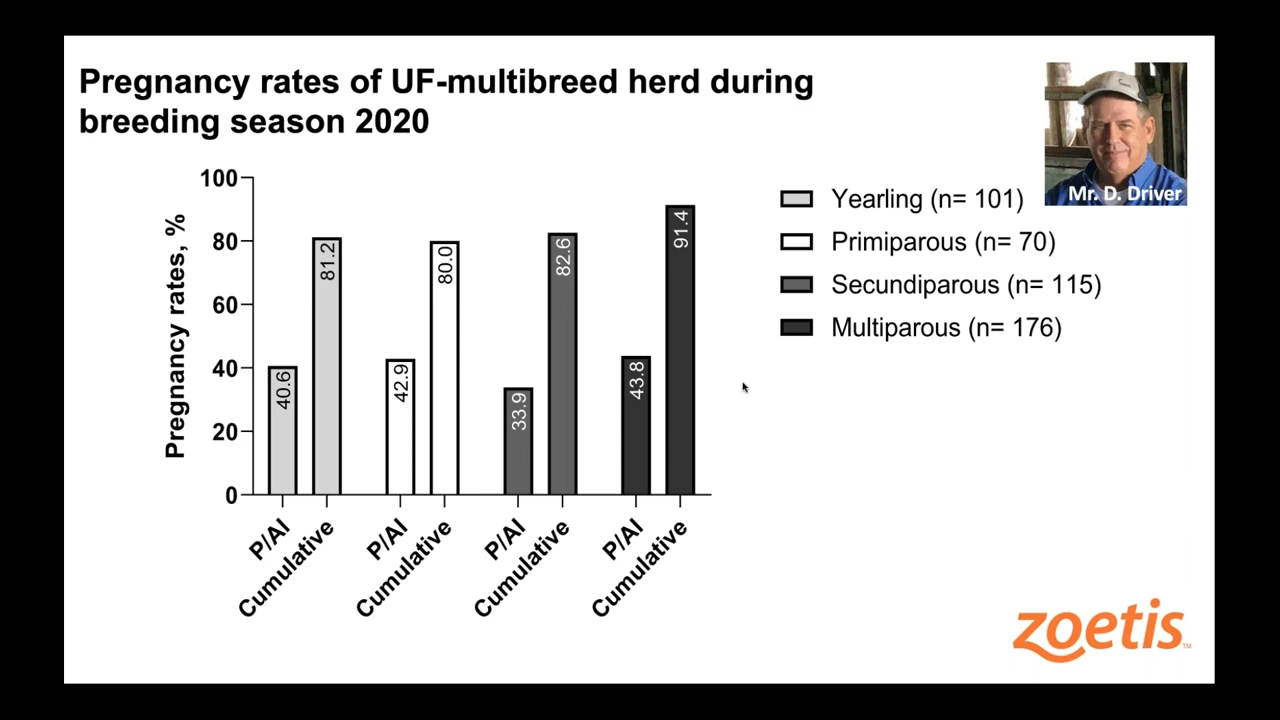 Pregnancy rates of UF-multibreed herd during
breeding season 2020
Mr. D. Driver
Pregnancy rates, %
100
80
60
40
20
0
40.6
81.2
42.9
80.0
33.9
82.6
43.8
91.4
P/AI
Cumulative
P/AI
Cumulative
P/AI
Cumulative
P/AI
Cumulative
Yearling (n= 101)
Primiparous (n= 70)
Secundiparous (n= 115)
Multiparous (n= 176)
zoetis™